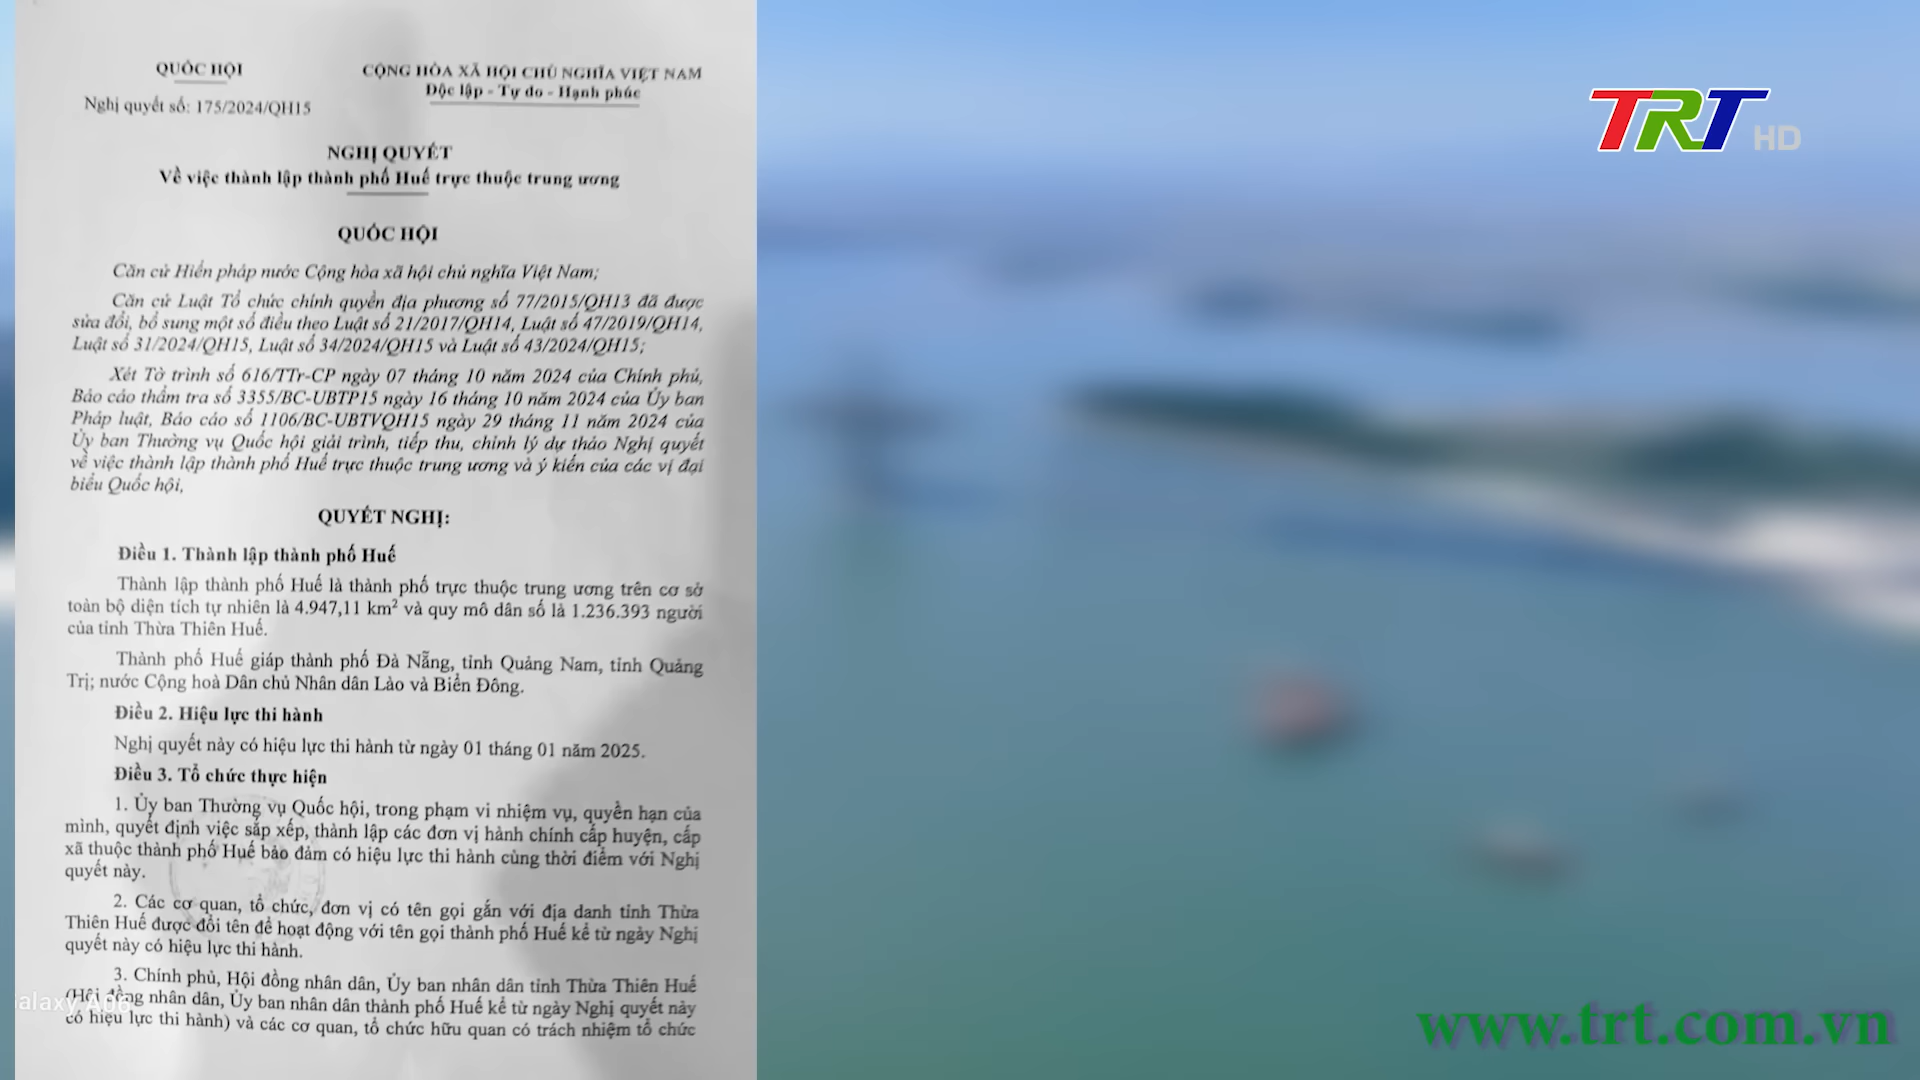 QUỐC HỘI
CỘNG HÒA XÃ HỘI CHỦ NGHĨA VIỆT NAM
Độc lập - Tự do - Hạnh phúc
Nghị quyết số: 175/2024/QH15
NGHỊ QUYẾT
Về việc thành lập thành phố Huế trực thuộc trung ương
QUỐC HỘI
Căn cứ Hiến pháp nước Cộng hòa xã hội chủ nghĩa Việt Nam;
Căn cứ Luật Tổ chức chính quyền địa phương số 77/2015/QH13 đã được
sửa đổi, bổ sung một số điều theo Luật số 21/2017/QH14, Luật số 47/2019/QH14,
Luật số 31/2024/QH15, Luật số 34/2024/QH15 và Luật số 43/2024/QH15;
Xét Tờ trình số 616/TTr-CP ngày 07 tháng 10 năm 2024 của Chính phủ,
Báo cáo thẩm tra số 3355/BC-UBTP15 ngày 16 tháng 10 năm 2024 của Ủy ban
Pháp luật, Báo cáo số 1106/BC-UBTVQH15 ngày 29 tháng 11 năm 2024 của
Ủy ban Thường vụ Quốc hội giải trình, tiếp thu, chỉnh lý dự thảo Nghị quyết
về việc thành lập thành phố Huế trực thuộc trung ương và ý kiến của các vị đại
biểu Quốc hội,
QUYẾT NGHỊ:
Điều 1. Thành lập thành phố Huế
Thành lập thành phố Huế là thành phố trực thuộc trung ương trên cơ sở
toàn bộ diện tích tự nhiên là 4.947,11 km² và quy mô dân số là 1.236.393 người
của tỉnh Thừa Thiên Huế.
Thành phố Huế giáp thành phố Đà Nẵng, tỉnh Quảng Nam, tỉnh Quảng
Trị; nước Cộng hoà Dân chủ Nhân dân Lào và Biển Đông.
Điều 2. Hiệu lực thi hành
Nghị quyết này có hiệu lực thi hành từ ngày 01 tháng 01 năm 2025.
Điều 3. Tổ chức thực hiện
1. Ủy ban Thường vụ Quốc hội, trong phạm vi nhiệm vụ, quyền hạn của
mình, quyết định việc sắp xếp, thành lập các đơn vị hành chính cấp huyện, cấp
xã thuộc thành phố Huế bảo đảm có hiệu lực thi hành cùng thời điểm với Nghị
quyết này.
2. Các cơ quan, tổ chức, đơn vị có tên gọi gắn với địa danh tỉnh Thừa
Thiên Huế được đổi tên để hoạt động với tên gọi thành phố Huế kể từ ngày Nghị
quyết này có hiệu lực thi hành.
3. Chính phủ, Hội đồng nhân dân, Ủy ban nhân dân tỉnh Thừa Thiên Huế
(Hội đồng nhân dân, Ủy ban nhân dân thành phố Huế kể từ ngày Nghị quyết này
có hiệu lực thi hành) và các cơ quan, tổ chức hữu quan có trách nhiệm tổ chức
TRT HD
www.trt.com.vn